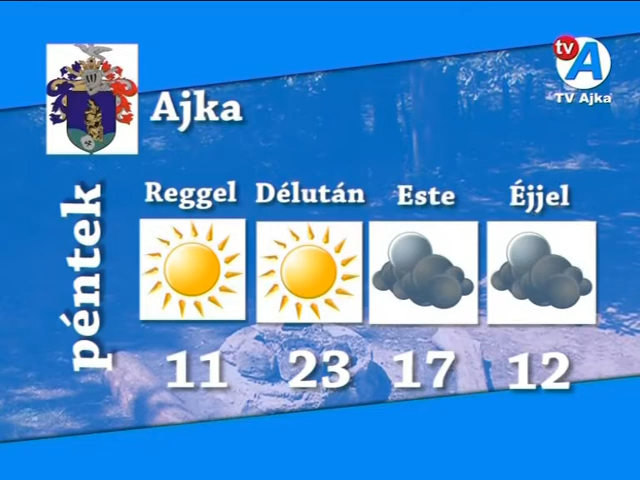 tv A
TV Ajka
Ajka
péntek
Reggel Délután Este Éjjel
11 23 17 12